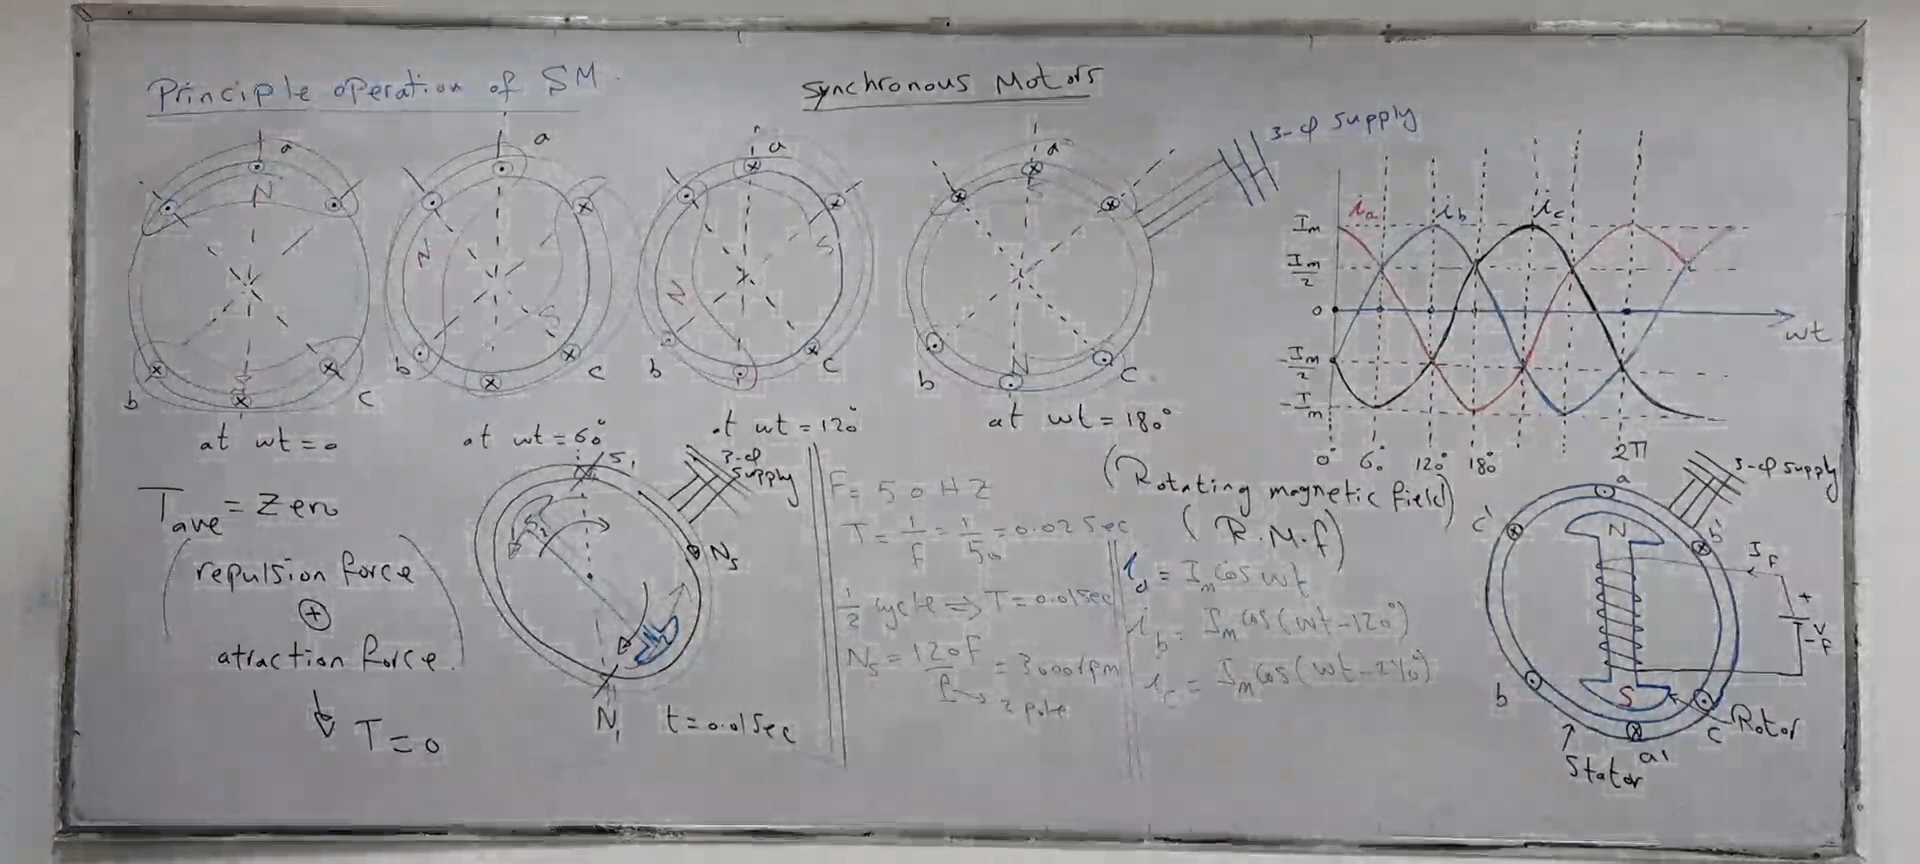 Principle operation of SM.
Synchronous Motors
3-φ supply
a
N
S
b
c
at wt = 0
a
N
S
b
c
at wt = 60°
a
N
S
b
c
at wt = 120°
a
S
N
b
c
at wt = 180°
ia
ib
ic
Im
Im/2
0
-Im/2
-Im
wt
0° 60° 120° 180° 2π
(Rotating magnetic field)
(R.M.f)
Tave = Zero
(repulsion force
⊕
atraction force.)
↓
T = 0
S1
3-φ
supply
Ns
N1
t = 0.01 Sec
F = 50 HZ
T = 1/f = 1/50 = 0.02 Sec
1/2 cycle ⇒ T = 0.01 Sec
Ns = 120F/P = 3000 rpm
2 pole
ia = Im cos wt
ib = Im cos(wt-120°)
ic = Im cos(wt-240°)
3-φ supply
a
c'
N
b'
IF
+
VF
-
b
S
c
Rotor
a'
Stator